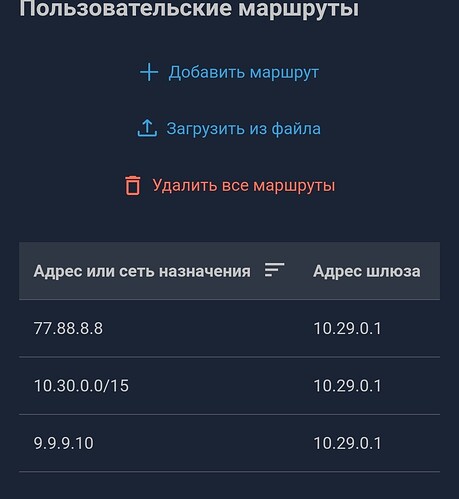 Пользовательские маршруты
Добавить маршрут
Загрузить из файла
Удалить все маршруты
Адрес или сеть назначения Адрес шлюза
77.88.8.8 10.29.0.1
10.30.0.0/15 10.29.0.1
9.9.9.10 10.29.0.1